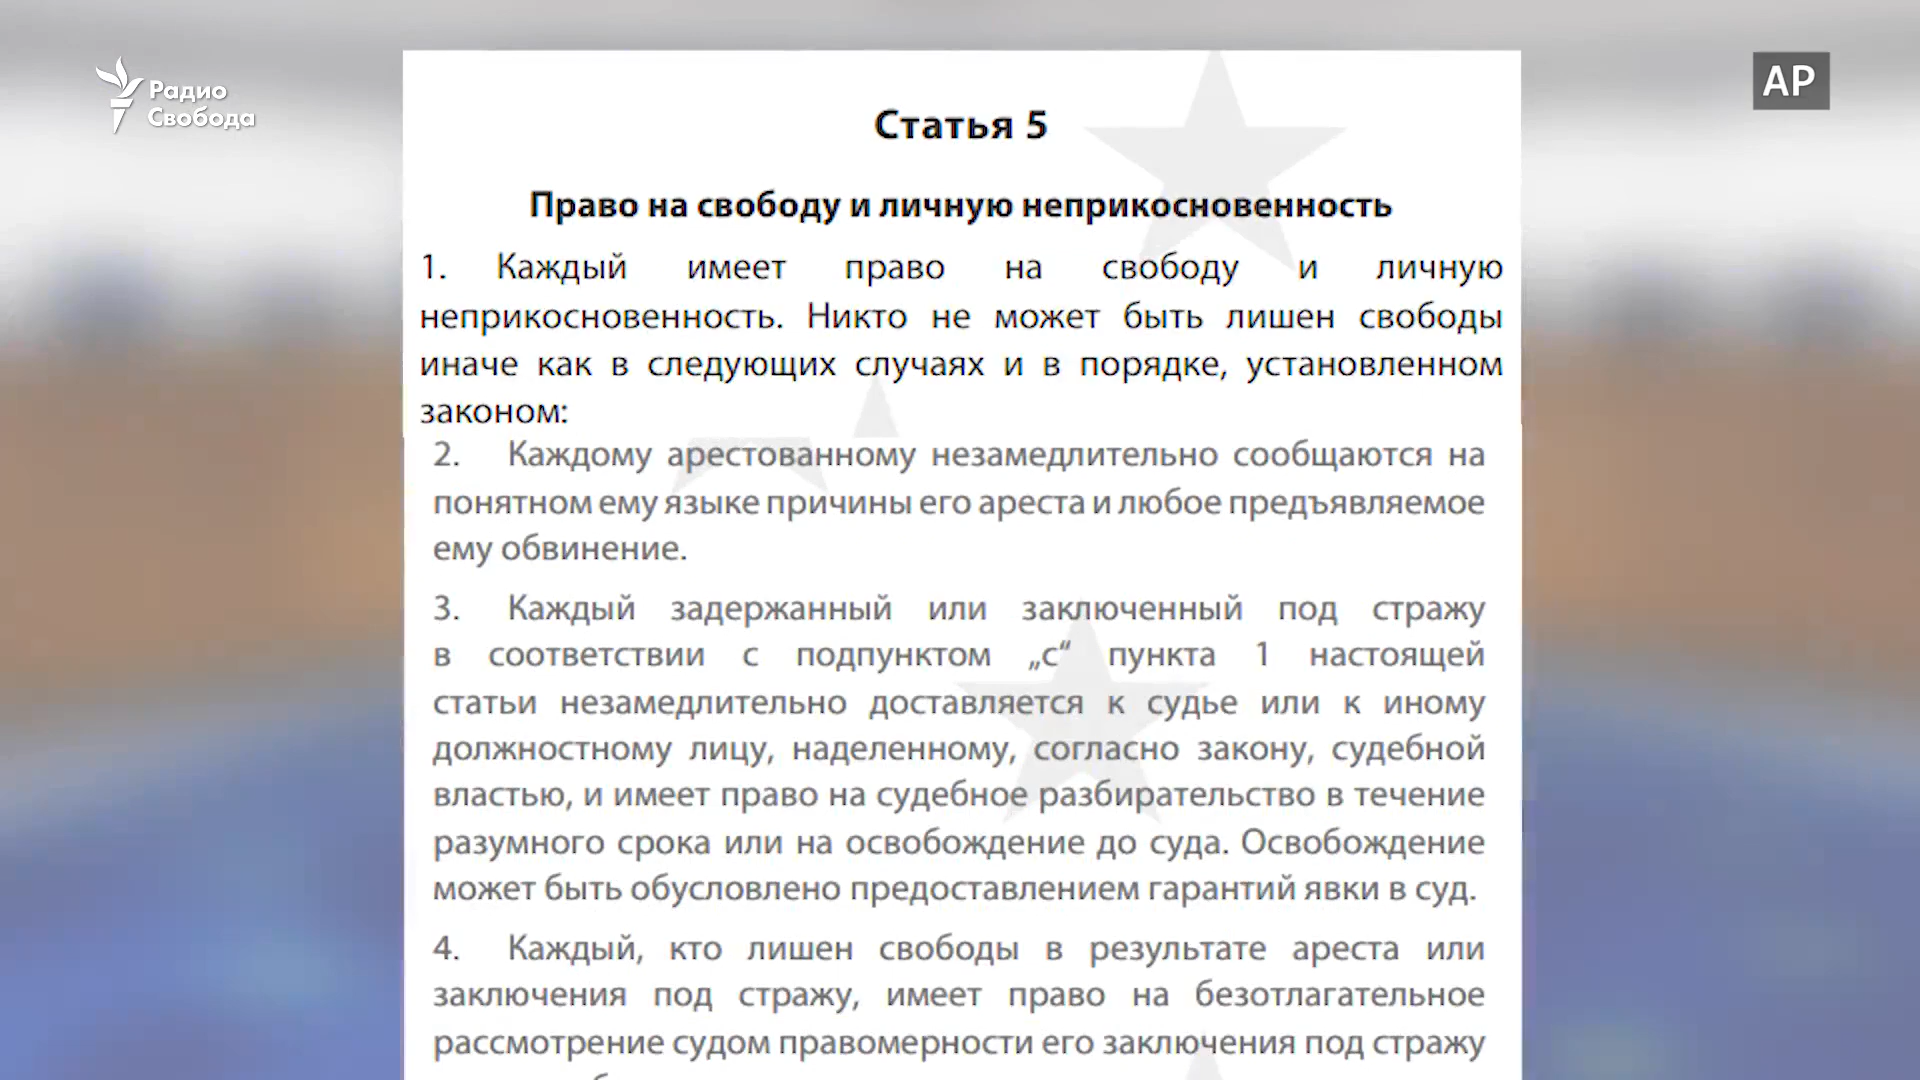 Радио
Свобода
AP
Статья 5
Право на свободу и личную неприкосновенность
1. Каждый имеет право на свободу и личную
неприкосновенность. Никто не может быть лишен свободы
иначе как в следующих случаях и в порядке, установленном
законом:
2. Каждому арестованному незамедлительно сообщаются на
понятном ему языке причины его ареста и любое предъявляемое
ему обвинение.
3. Каждый задержанный или заключенный под стражу
в соответствии с подпунктом „с“ пункта 1 настоящей
статьи незамедлительно доставляется к судье или к иному
должностному лицу, наделенному, согласно закону, судебной
властью, и имеет право на судебное разбирательство в течение
разумного срока или на освобождение до суда. Освобождение
может быть обусловлено предоставлением гарантий явки в суд.
4. Каждый, кто лишен свободы в результате ареста или
заключения под стражу, имеет право на безотлагательное
рассмотрение судом правомерности его заключения под стражу